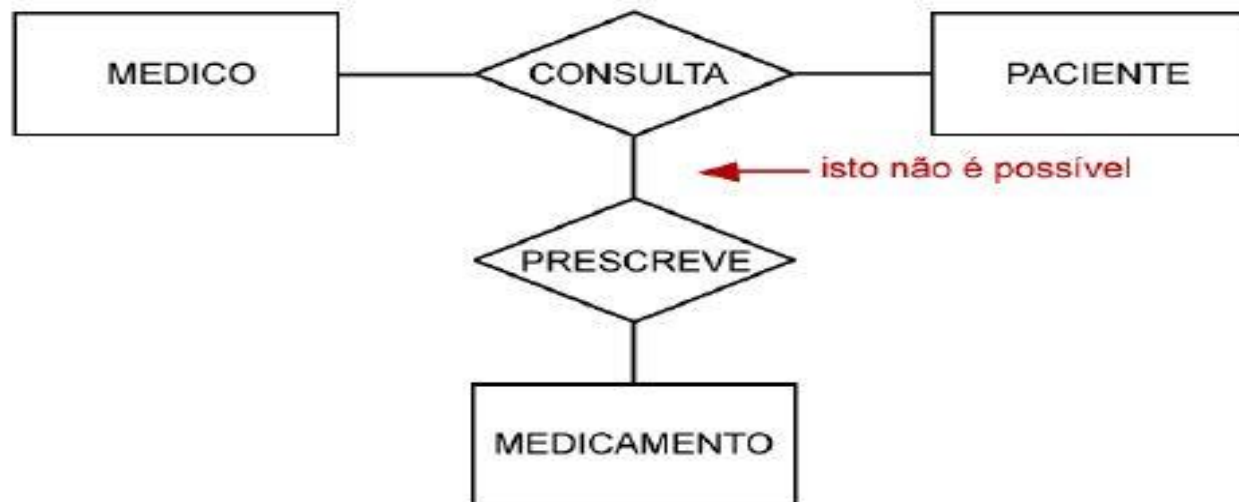 MEDICO
CONSULTA
PACIENTE
isto não é possível
PRESCREVE
MEDICAMENTO